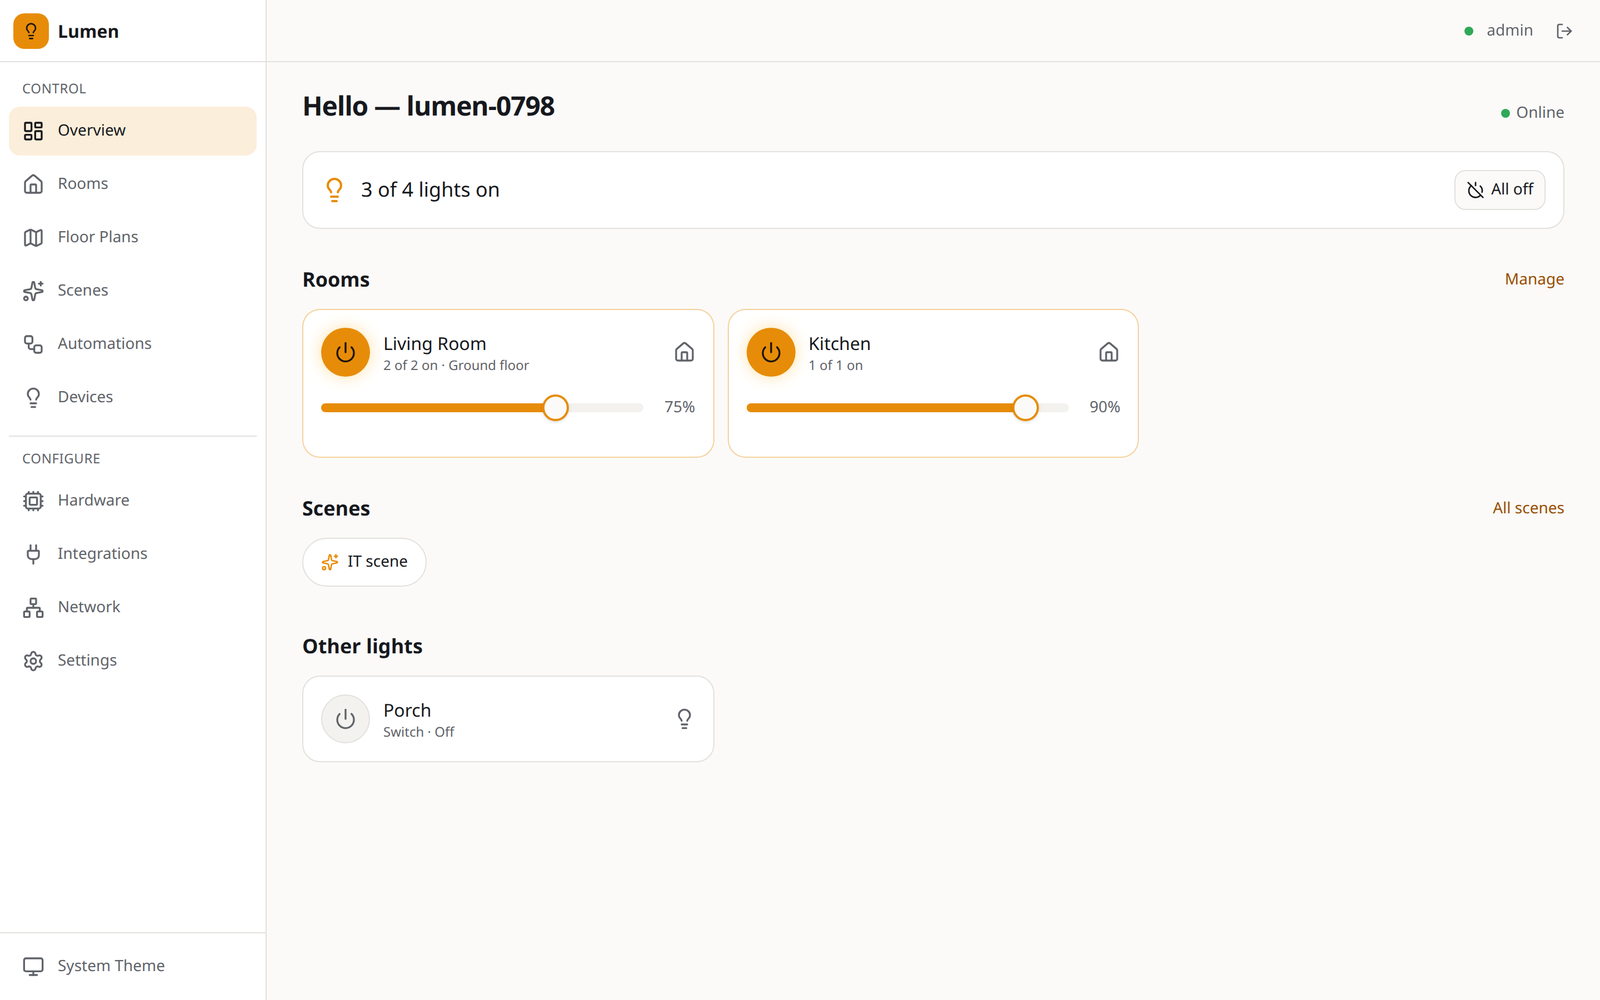 Lumen
admin
CONTROL
Overview
Rooms
Floor Plans
Scenes
Automations
Devices
CONFIGURE
Hardware
Integrations
Network
Settings
System Theme
Hello — lumen-0798
Online
3 of 4 lights on
All off
Rooms
Manage
Living Room
2 of 2 on · Ground floor
75%
Kitchen
1 of 1 on
90%
Scenes
All scenes
IT scene
Other lights
Porch
Switch · Off